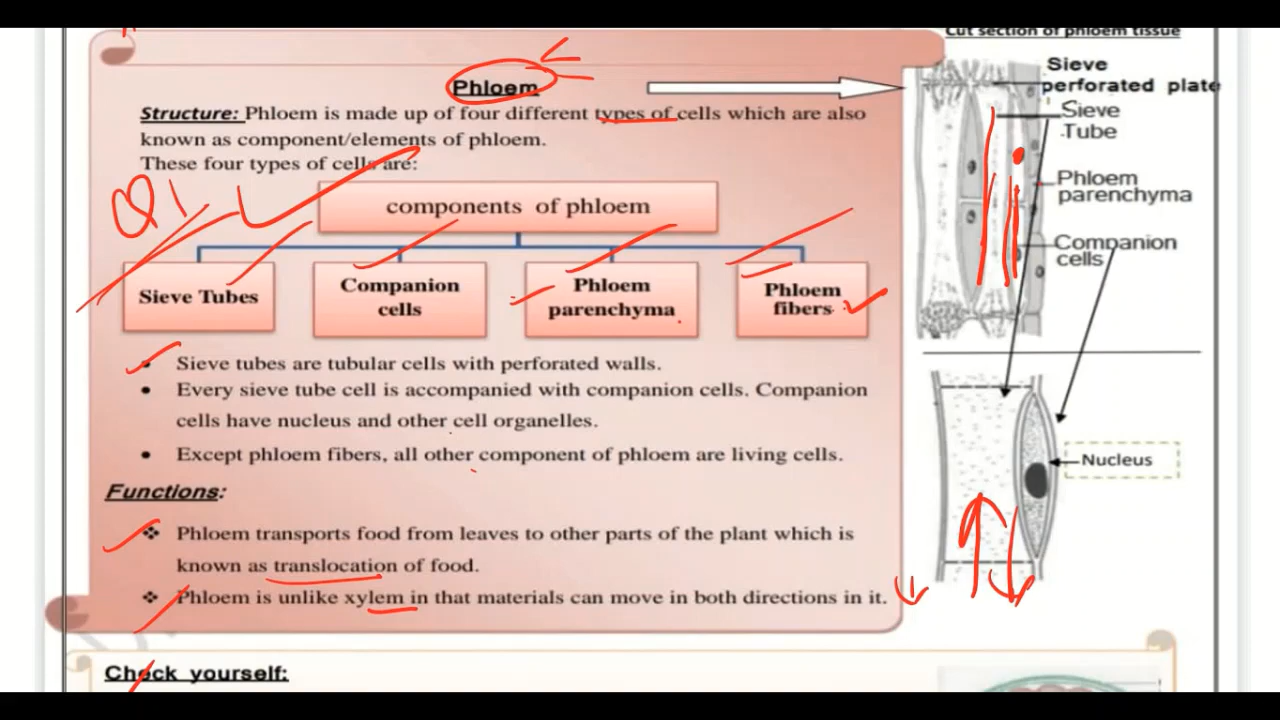 Cut section of phloem tissue
Phloem
Structure: Phloem is made up of four different types of cells which are also
known as component/elements of phloem.
These four types of cells are:
Q1
components of phloem
Sieve Tubes
Companion
cells
Phloem
parenchyma
Phloem
fibers
• Sieve tubes are tubular cells with perforated walls.
• Every sieve tube cell is accompanied with companion cells. Companion
cells have nucleus and other cell organelles.
• Except phloem fibers, all other component of phloem are living cells.
Functions:
❖ Phloem transports food from leaves to other parts of the plant which is
known as translocation of food.
❖ Phloem is unlike xylem in that materials can move in both directions in it.
Sieve
perforated plate
Sieve
Tube
Phloem
parenchyma
Companion
cells
Nucleus
Check yourself: